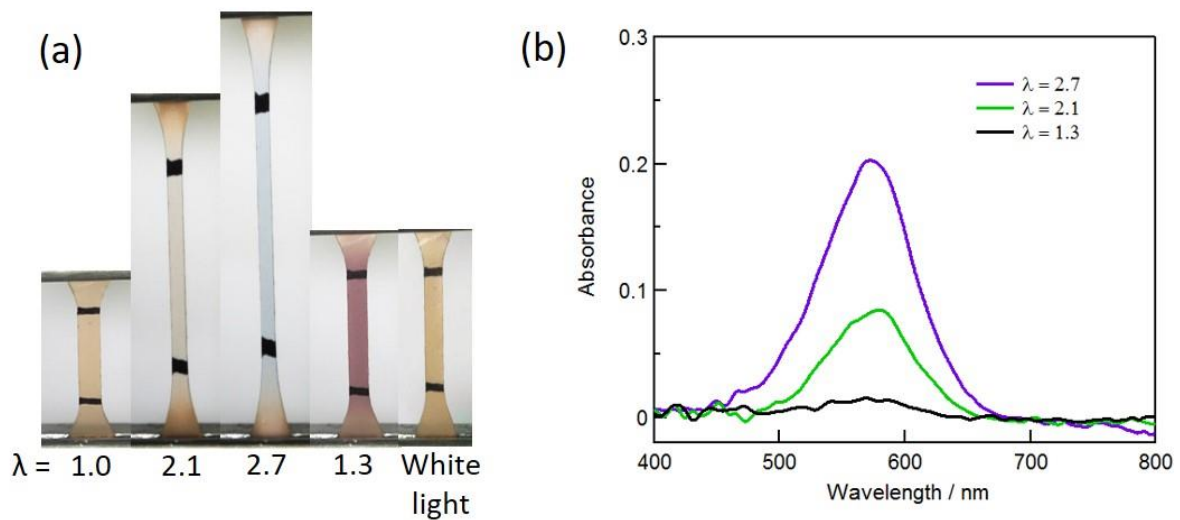 (a)
λ = 1.0 2.1 2.7 1.3 White
light
(b)
0.3
0.2
0.1
0
Absorbance
λ = 2.7
λ = 2.1
λ = 1.3
400 500 600 700 800
Wavelength / nm